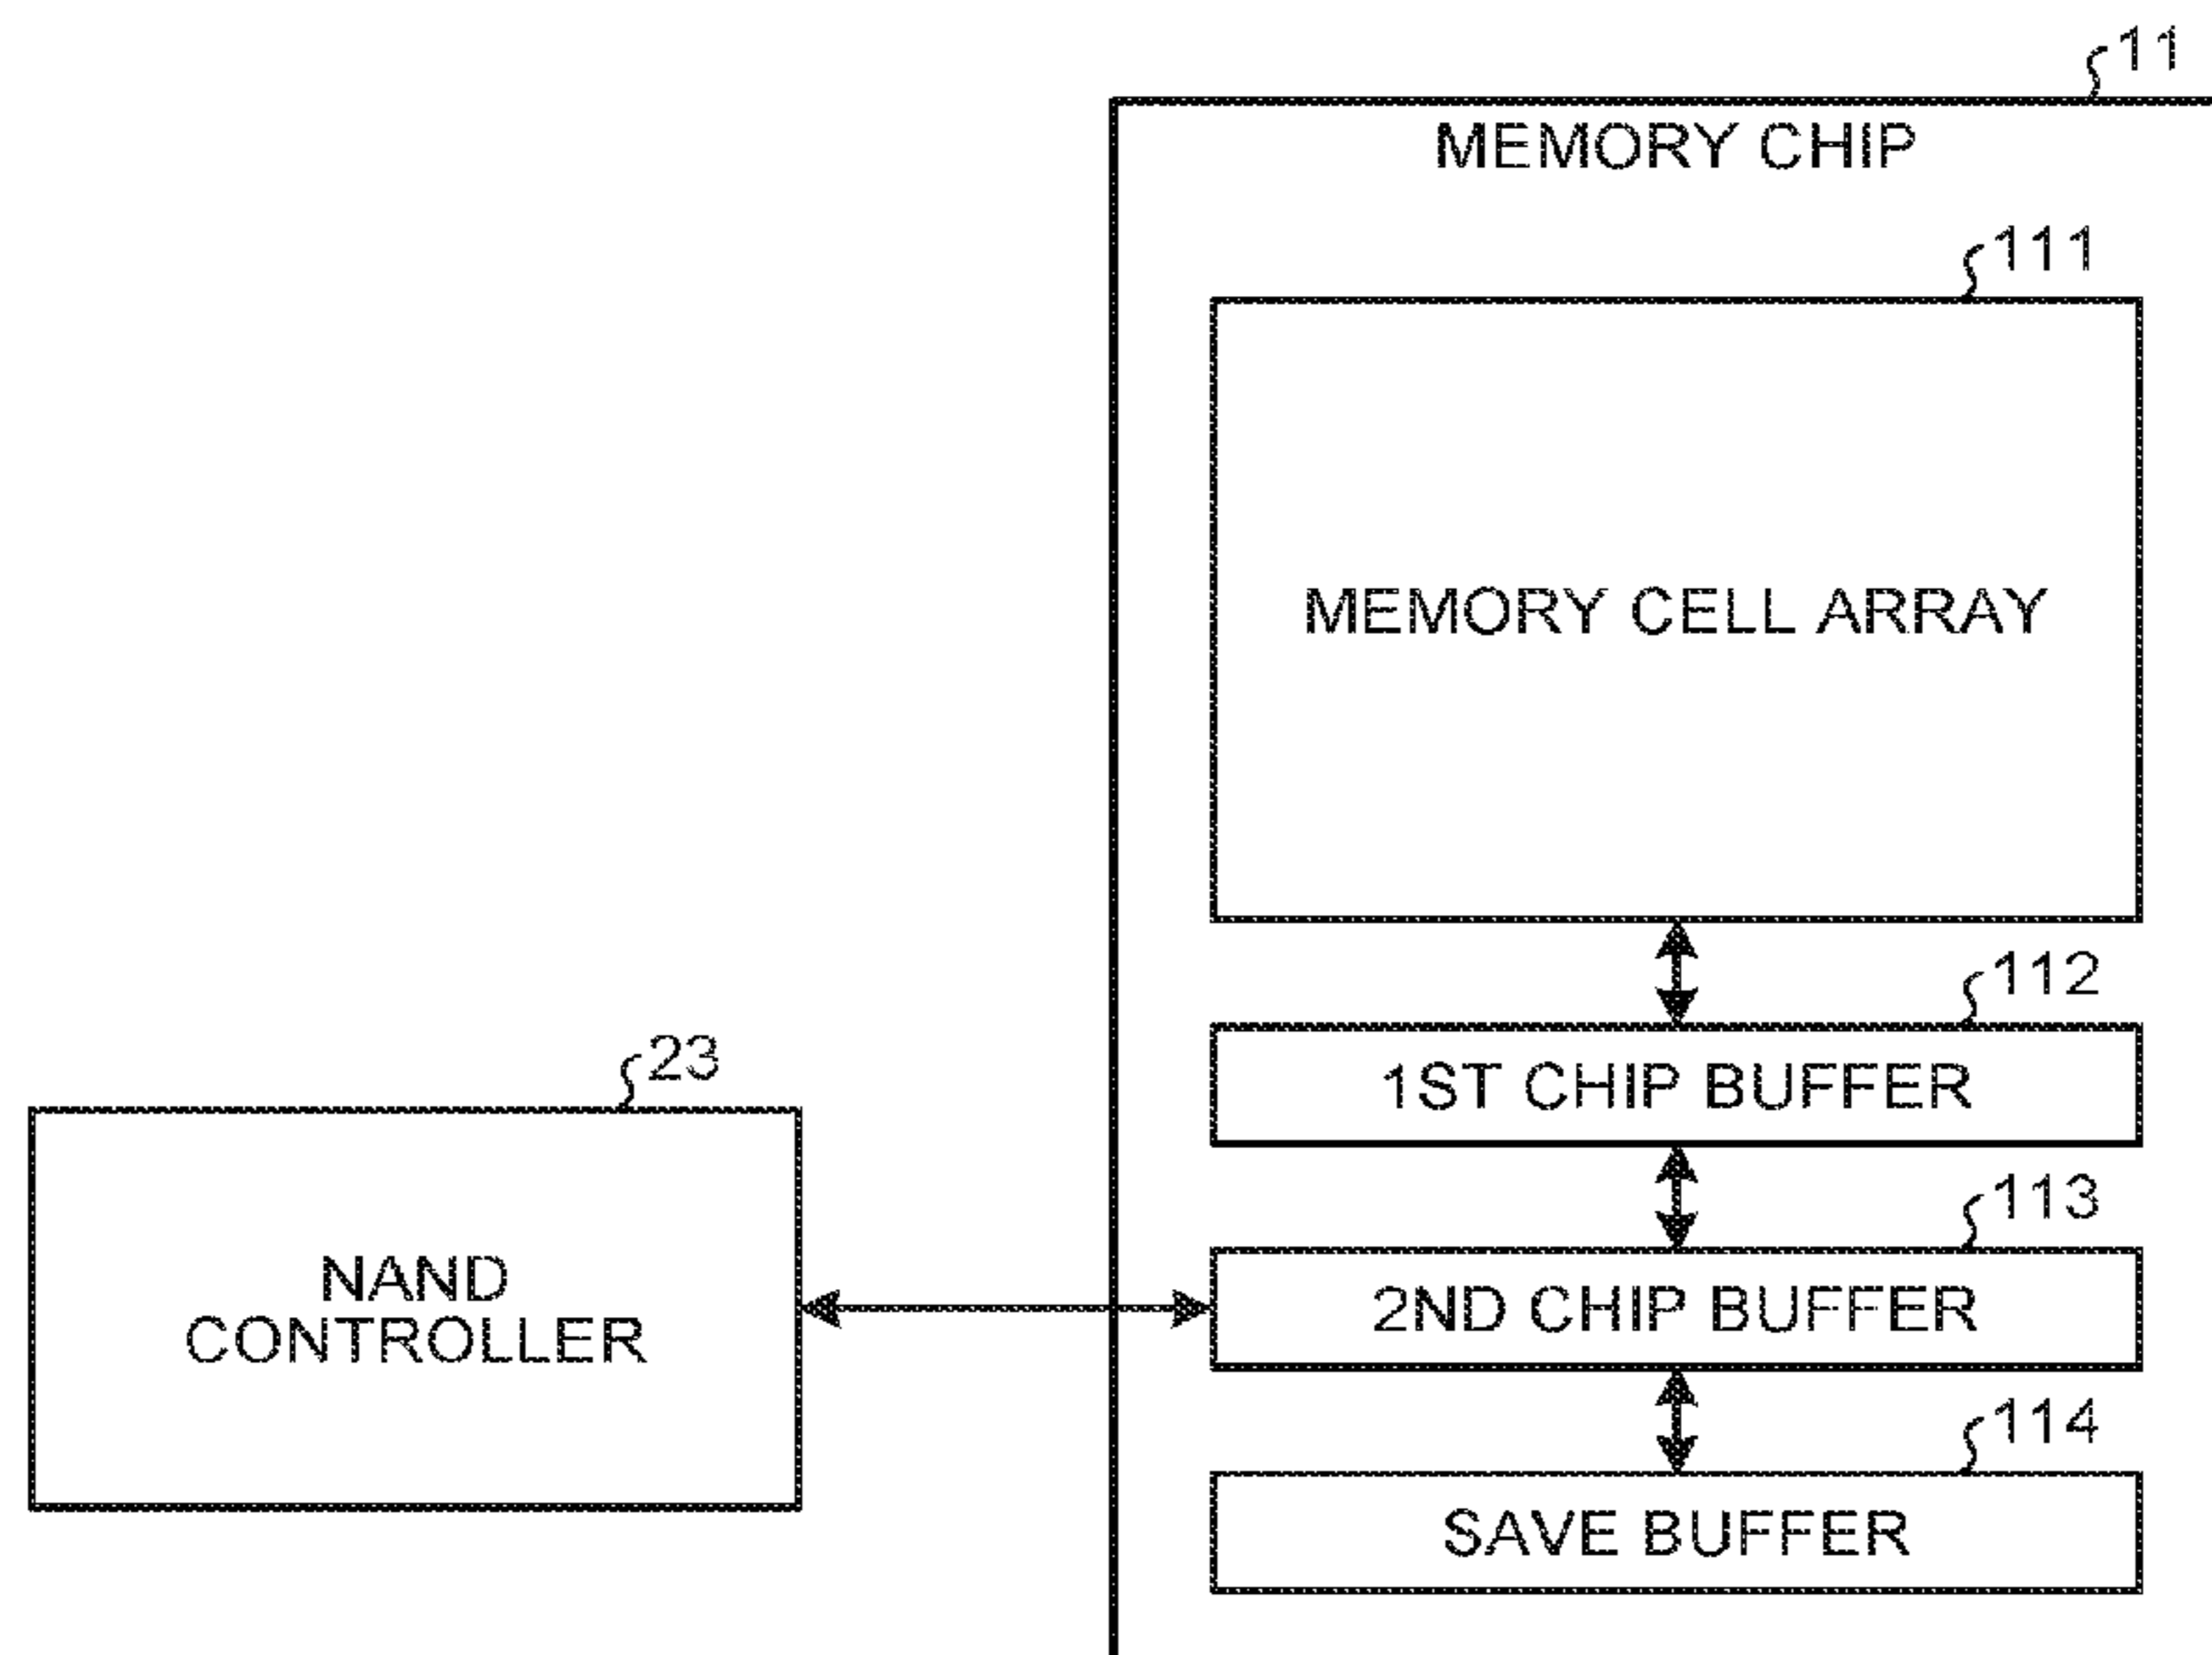 11
MEMORY CHIP
111
MEMORY CELL ARRAY
112
1ST CHIP BUFFER
23
NAND
CONTROLLER
113
2ND CHIP BUFFER
114
SAVE BUFFER